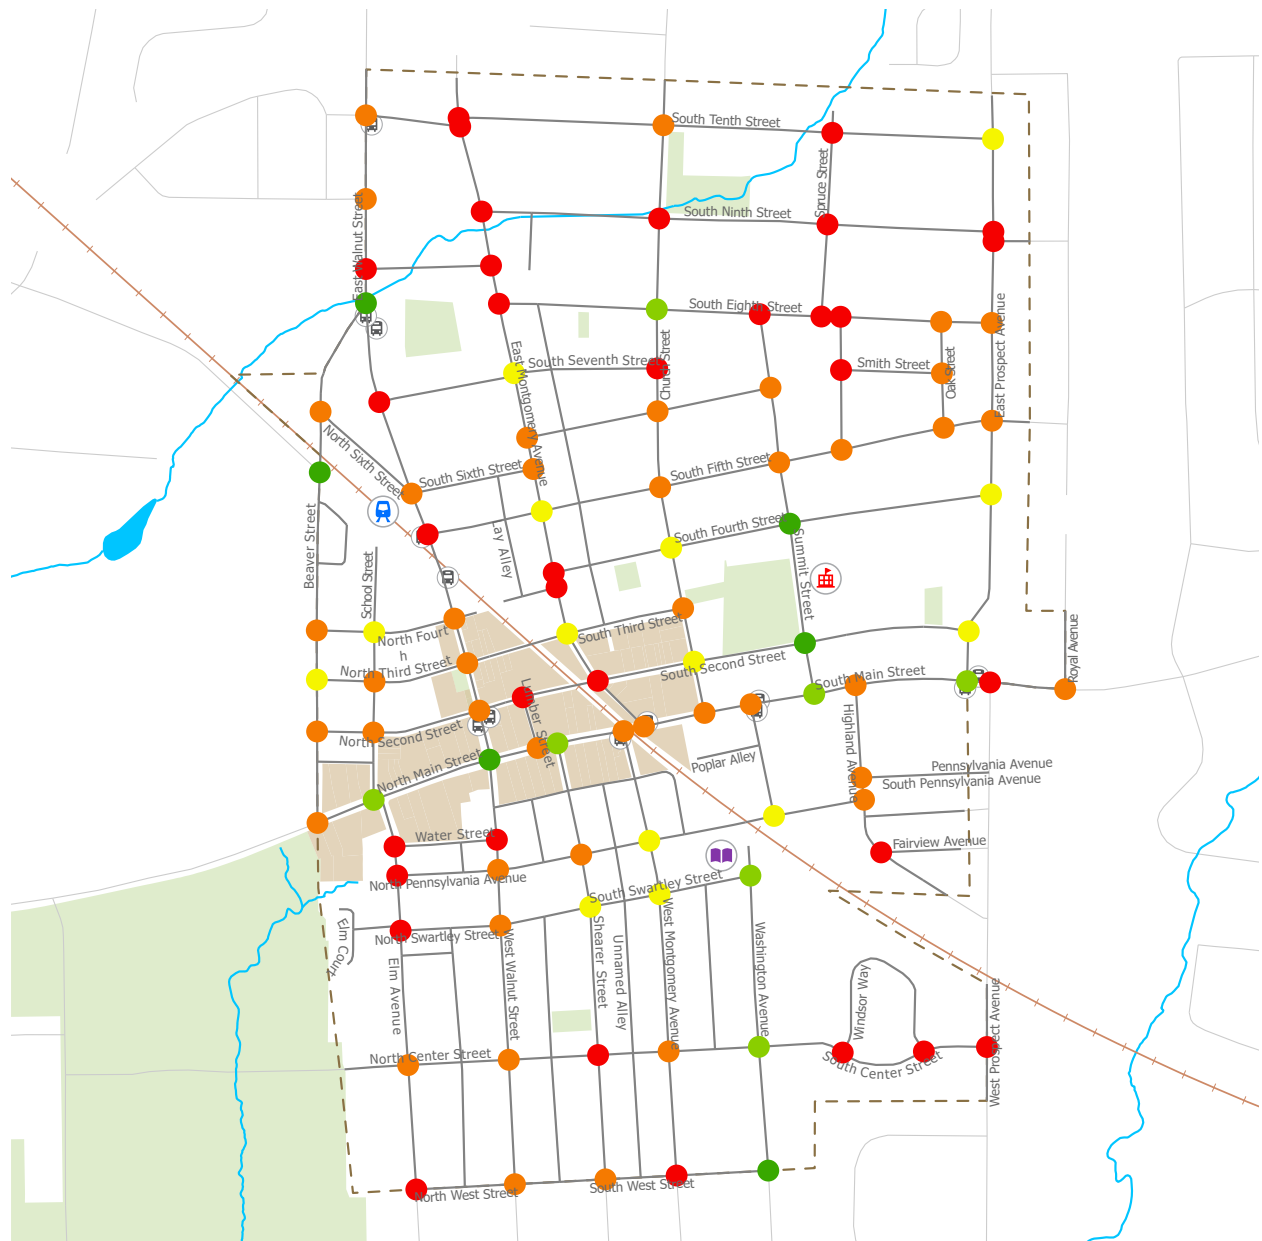 South Tenth Street
Spruce Street
East Walnut Street
South Ninth Street
South Eighth Street
East Prospect Avenue
South Seventh Street
Church Street
East Montgomery Avenue
Smith Street
Oak Street
North Sixth Street
South Sixth Street
South Fifth Street
Beaver Street
School Street
Lay Alley
South Fourth Street
Summit Street
North Fourt
h
South Third Street
North Third Street
South Second Street
South Main Street
Royal Avenue
Lumber Street
North Second Street
Highland Avenue
North Main Street
Poplar Alley
Pennsylvania Avenue
South Pennsylvania Avenue
Water Street
Fairview Avenue
North Pennsylvania Avenue
South Swartley Street
Elm Court
North Swartley Street
Elm Avenue
West Walnut Street
Shearer Street
Unnamed Alley
West Montgomery Avenue
Washington Avenue
Windsor Way
West Prospect Avenue
North Center Street
South Center Street
North West Street
South West Street